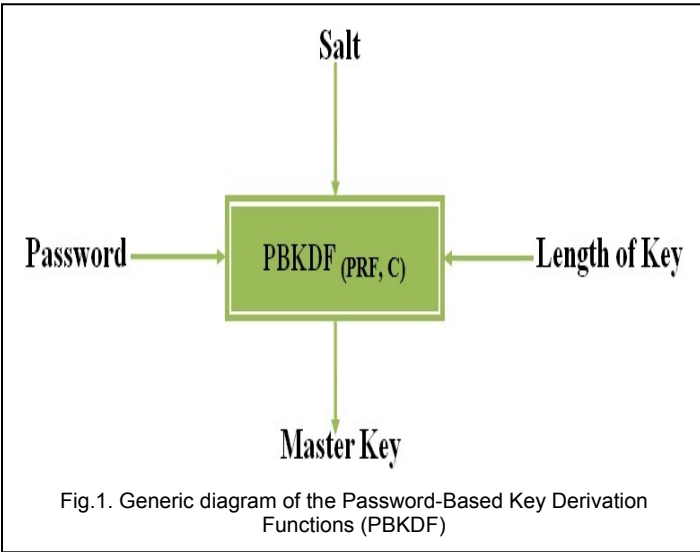 Salt
Password
PBKDF (PRF, C)
Length of Key
Master Key
Fig.1. Generic diagram of the Password-Based Key Derivation
Functions (PBKDF)